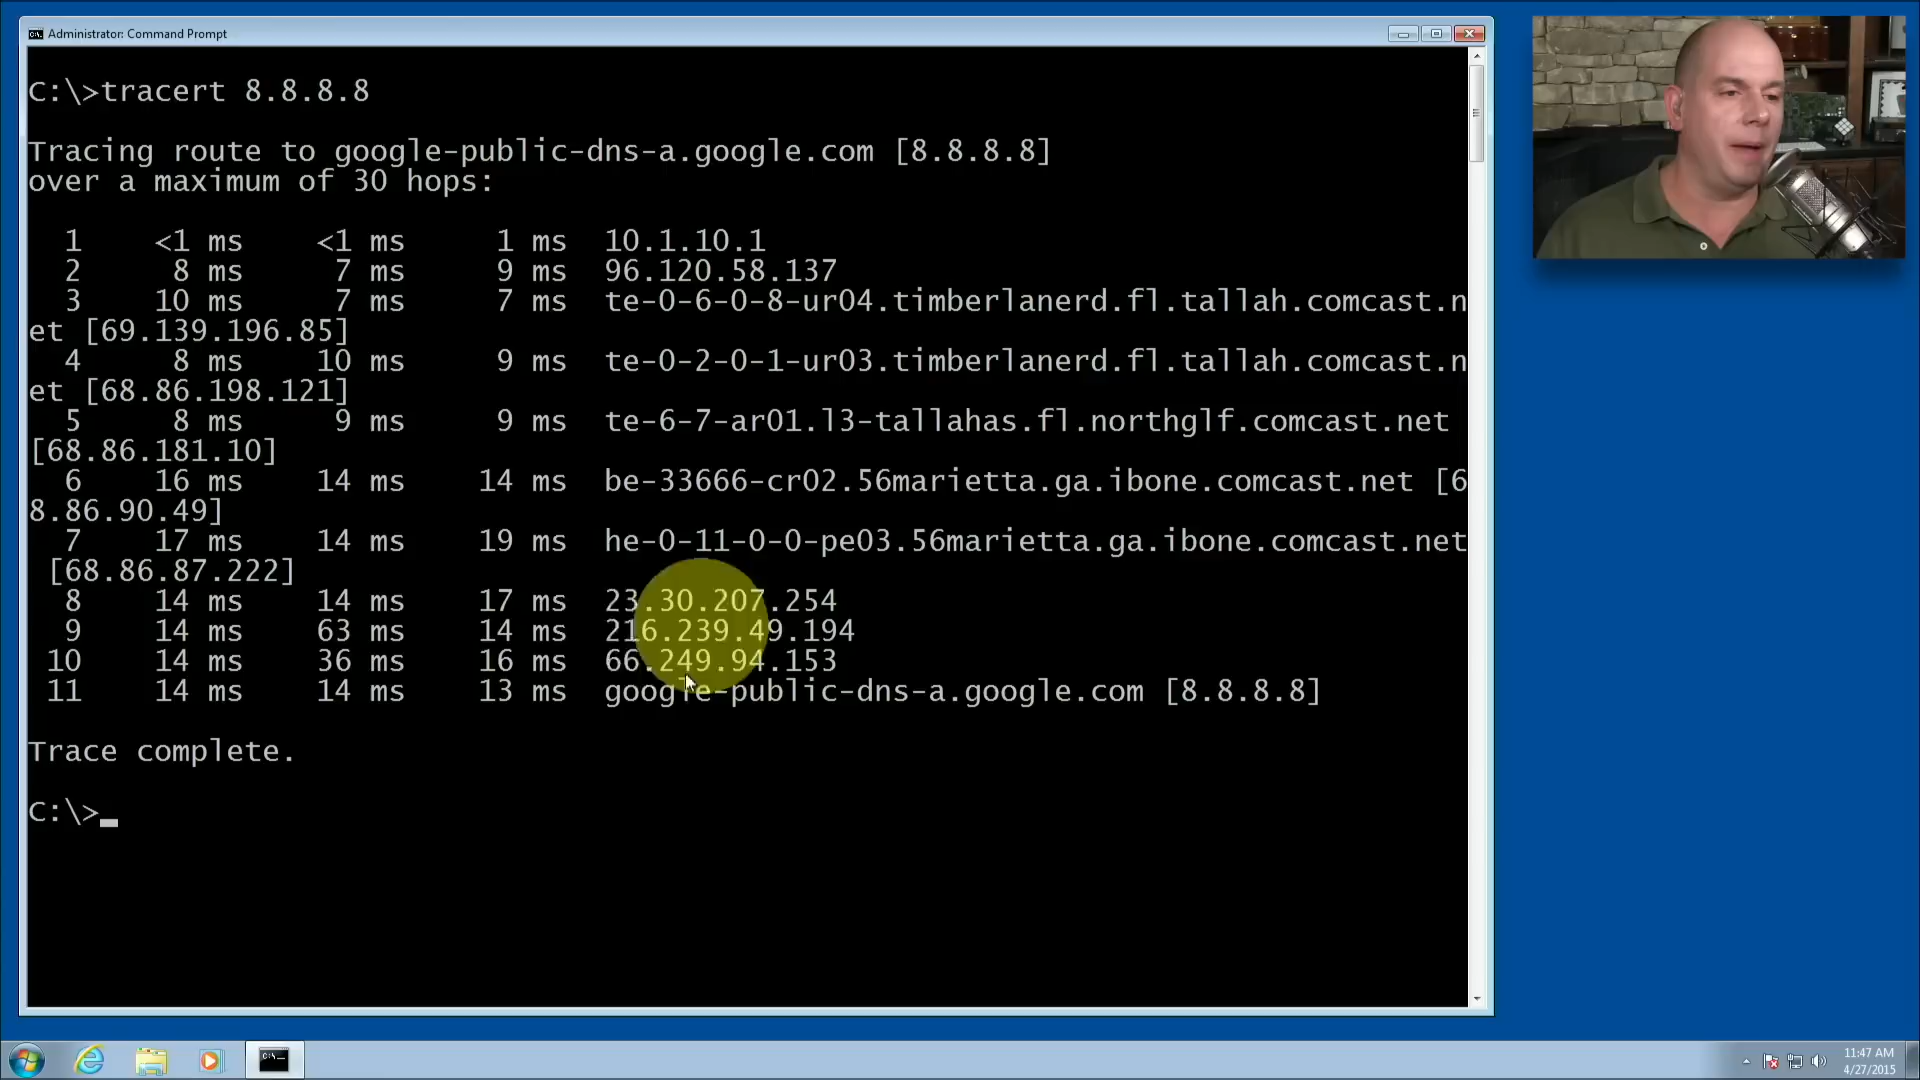 Administrator: Command Prompt
C:\>tracert 8.8.8.8
Tracing route to google-public-dns-a.google.com [8.8.8.8]
over a maximum of 30 hops:
1 <1 ms <1 ms 1 ms 10.1.10.1
2 8 ms 7 ms 9 ms 96.120.58.137
3 10 ms 7 ms 7 ms te-0-6-0-8-ur04.timberlanerd.fl.tallah.comcast.n
et [69.139.196.85]
4 8 ms 10 ms 9 ms te-0-2-0-1-ur03.timberlanerd.fl.tallah.comcast.n
et [68.86.198.121]
5 8 ms 9 ms 9 ms te-6-7-ar01.l3-tallahas.fl.northglf.comcast.net
[68.86.181.10]
6 16 ms 14 ms 14 ms be-33666-cr02.56marietta.ga.ibone.comcast.net [6
8.86.90.49]
7 17 ms 14 ms 19 ms he-0-11-0-0-pe03.56marietta.ga.ibone.comcast.net
[68.86.87.222]
8 14 ms 14 ms 17 ms 23.30.207.254
9 14 ms 63 ms 14 ms 216.239.49.194
10 14 ms 36 ms 16 ms 66.249.94.153
11 14 ms 14 ms 13 ms google-public-dns-a.google.com [8.8.8.8]
Trace complete.
C:\>_
11:47 AM
4/27/2015